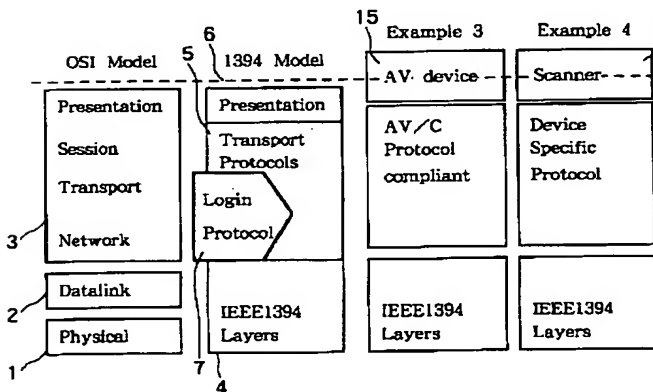 15
Example 3
Example 4
OSI Model
6
1394 Model
5
AV device
Scanner
Presentation
Session
Transport
Network
3
Presentation
Transport
Protocols
Login
Protocol
AV/C
Protocol
compliant
Device
Specific
Protocol
Datalink
2
Physical
1
IEEE1394
Layers
7
4
IEEE1394
Layers
IEEE1394
Layers